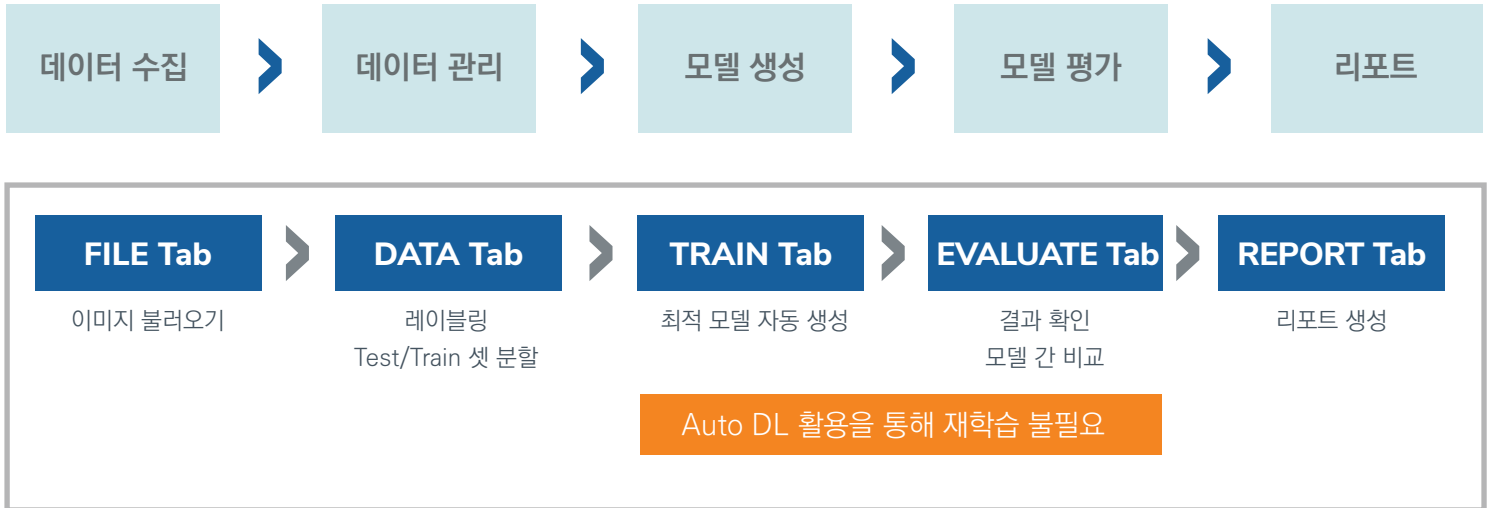 데이터 수집
데이터 관리
모델 생성
모델 평가
리포트
FILE Tab
DATA Tab
TRAIN Tab
EVALUATE Tab
REPORT Tab
이미지 불러오기
레이블링
Test/Train 셋 분할
최적 모델 자동 생성
결과 확인
모델 간 비교
리포트 생성
Auto DL 활용을 통해 재학습 불필요